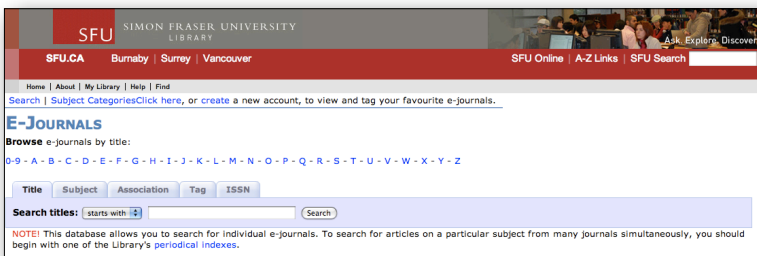 SFU SIMON FRASER UNIVERSITY
LIBRARY
Ask. Explore. Discover
SFU.CA Burnaby | Surrey | Vancouver SFU Online | A-Z Links | SFU Search
Home | About | My Library | Help | Find
Search | Subject CategoriesClick here, or create a new account, to view and tag your favourite e-journals.
E-JOURNALS
Browse e-journals by title:
0-9 - A - B - C - D - E - F - G - H - I - J - K - L - M - N - O - P - Q - R - S - T - U - V - W - X - Y - Z
Title Subject Association Tag ISSN
Search titles: starts with Search
NOTE! This database allows you to search for individual e-journals. To search for articles on a particular subject from many journals simultaneously, you should
begin with one of the Library's periodical indexes.